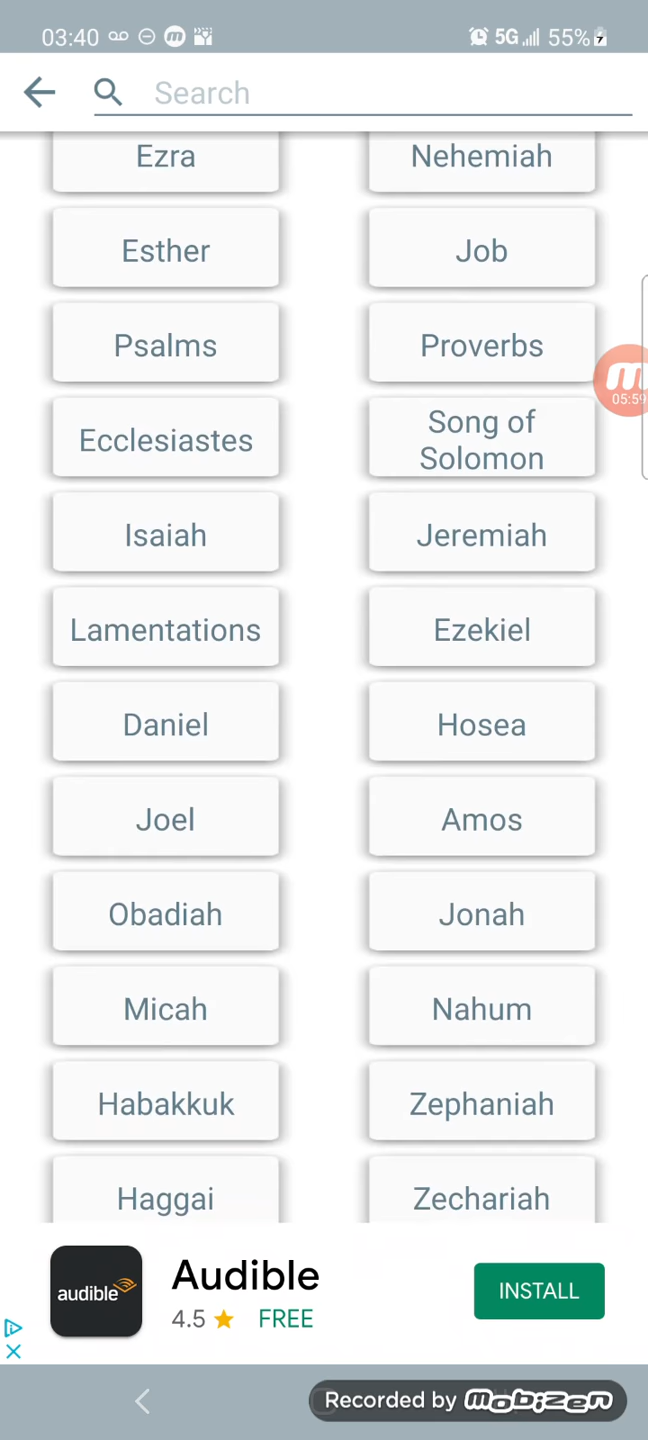 03:40
5G 55%
Search
Ezra Nehemiah
Esther Job
Psalms Proverbs
05:59
Ecclesiastes Song of
Solomon
Isaiah Jeremiah
Lamentations Ezekiel
Daniel Hosea
Joel Amos
Obadiah Jonah
Micah Nahum
Habakkuk Zephaniah
Haggai Zechariah
audible Audible
4.5 FREE INSTALL
Recorded by mobizen